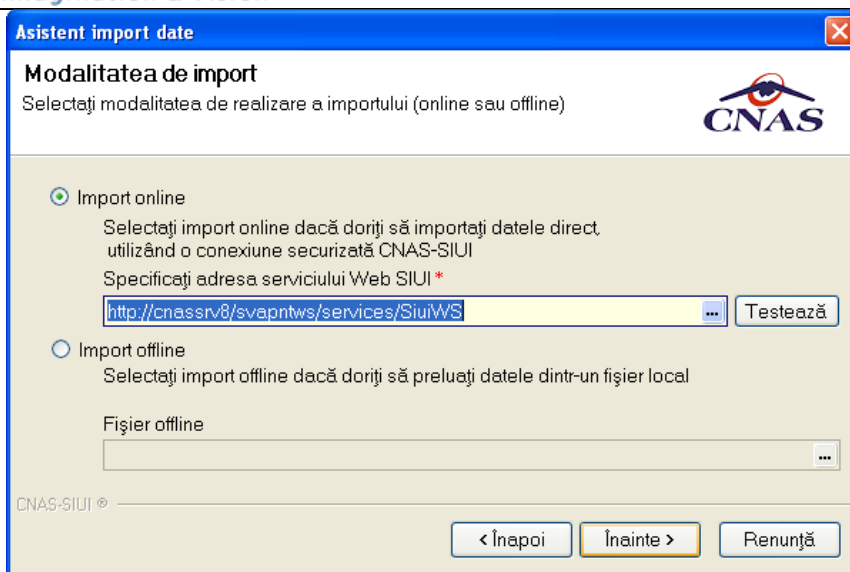 Asistent import date
Modalitatea de import
Selectaţi modalitatea de realizare a importului (online sau offline)
CNAS
Import online
Selectaţi import online dacă doriţi să importaţi datele direct,
utilizând o conexiune securizată CNAS-SIUI
Specificaţi adresa serviciului Web SIUI *
http://cnassrv8/svapntws/services/SiuiWS
... Testează
Import offline
Selectaţi import offline dacă doriţi să preluaţi datele dintr-un fişier local
Fişier offline
...
CNAS-SIUI ®
< Înapoi Înainte > Renunţă